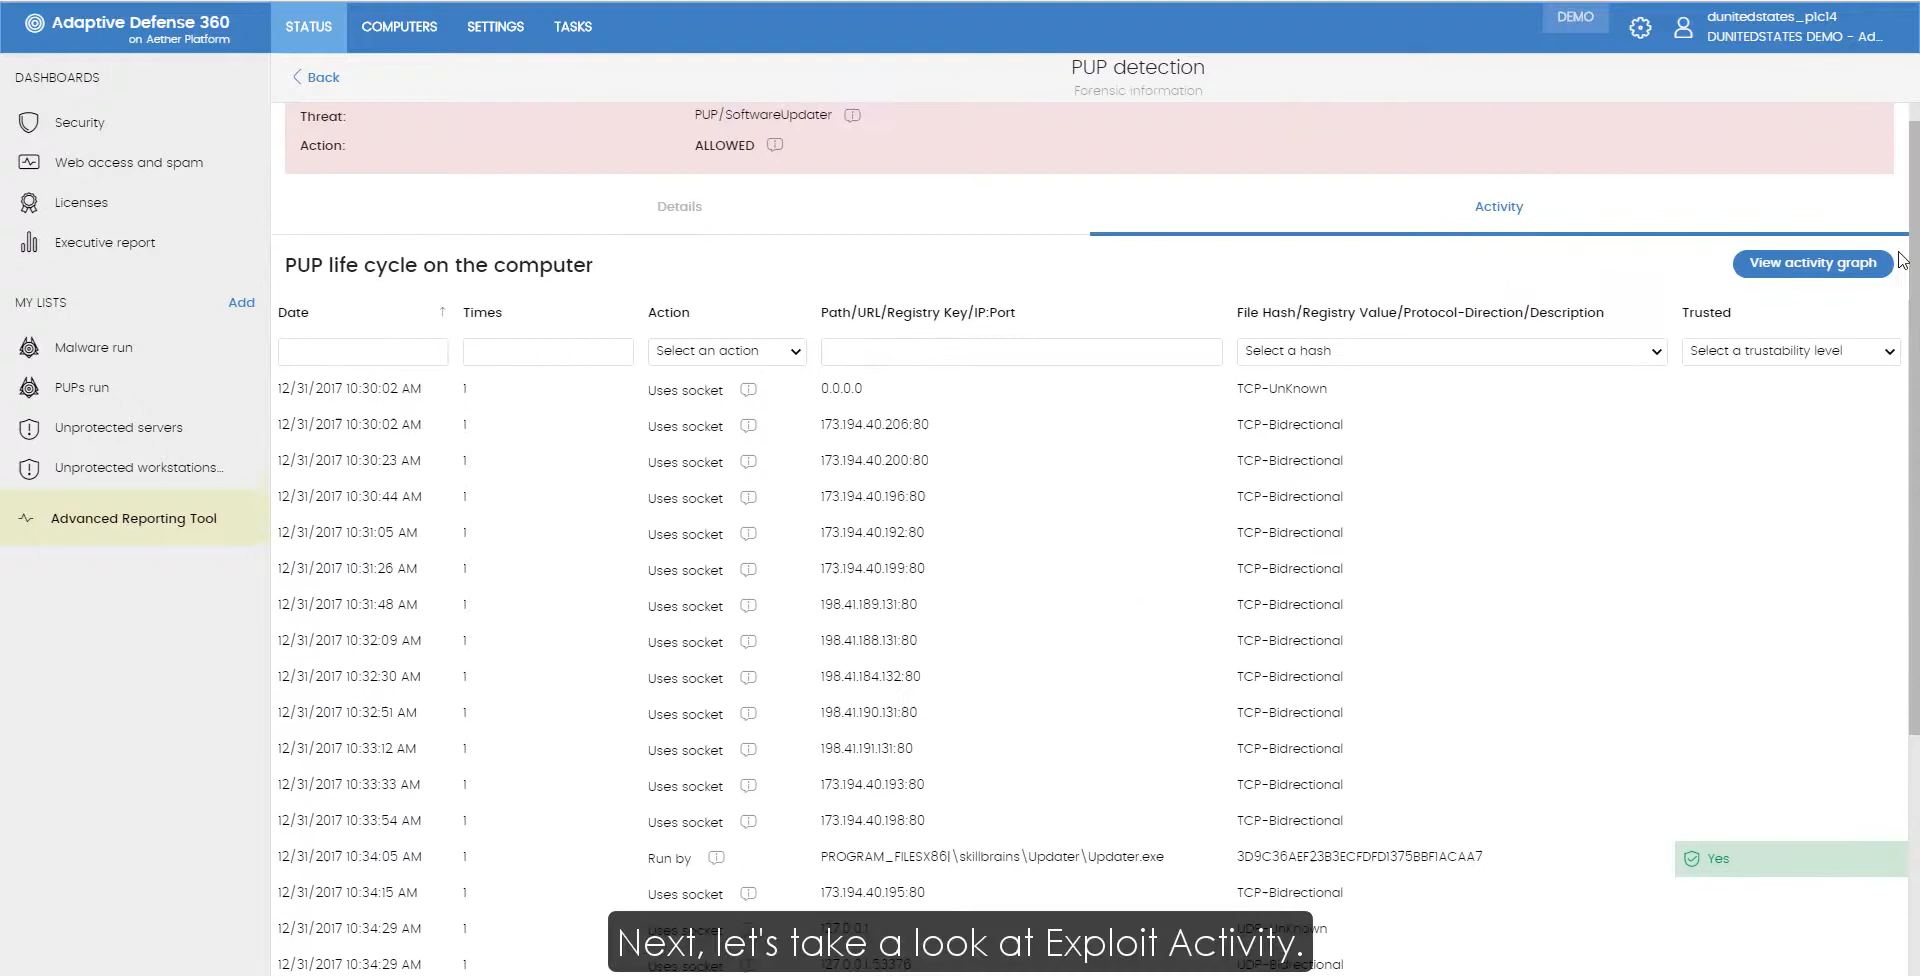 Adaptive Defense 360
on Aether Platform
STATUS COMPUTERS SETTINGS TASKS
DEMO
dunitedstates_p1c14
DUNITEDSTATES DEMO - Ad...
DASHBOARDS
Security
Web access and spam
Licenses
Executive report
MY LISTS Add
Malware run
PUPs run
Unprotected servers
Unprotected workstations...
Advanced Reporting Tool
Back
PUP detection
Forensic information
Threat: PUP/SoftwareUpdater
Action: ALLOWED
Details Activity
PUP life cycle on the computer
View activity graph
Date ↑ Times Action Path/URL/Registry Key/IP:Port File Hash/Registry Value/Protocol-Direction/Description Trusted
Select an action Select a hash Select a trustability level
12/31/2017 10:30:02 AM 1 Uses socket 0.0.0.0 TCP-UnKnown
12/31/2017 10:30:02 AM 1 Uses socket 173.194.40.206:80 TCP-Bidrectional
12/31/2017 10:30:23 AM 1 Uses socket 173.194.40.200:80 TCP-Bidrectional
12/31/2017 10:30:44 AM 1 Uses socket 173.194.40.196:80 TCP-Bidrectional
12/31/2017 10:31:05 AM 1 Uses socket 173.194.40.192:80 TCP-Bidrectional
12/31/2017 10:31:26 AM 1 Uses socket 173.194.40.199:80 TCP-Bidrectional
12/31/2017 10:31:48 AM 1 Uses socket 198.41.189.131:80 TCP-Bidrectional
12/31/2017 10:32:09 AM 1 Uses socket 198.41.188.131:80 TCP-Bidrectional
12/31/2017 10:32:30 AM 1 Uses socket 198.41.184.132:80 TCP-Bidrectional
12/31/2017 10:32:51 AM 1 Uses socket 198.41.190.131:80 TCP-Bidrectional
12/31/2017 10:33:12 AM 1 Uses socket 198.41.191.131:80 TCP-Bidrectional
12/31/2017 10:33:33 AM 1 Uses socket 173.194.40.193:80 TCP-Bidrectional
12/31/2017 10:33:54 AM 1 Uses socket 173.194.40.198:80 TCP-Bidrectional
12/31/2017 10:34:05 AM 1 Run by PROGRAM_FILESX86|\skillbrains\Updater\Updater.exe 3D9C36AEF23B3ECFDFD1375BBF1ACAA7 Yes
12/31/2017 10:34:15 AM 1 Uses socket 173.194.40.195:80 TCP-Bidrectional
12/31/2017 10:34:29 AM 1 Uses socket 127.0.0.1 UDP-UnKnown
Next, let's take a look at Exploit Activity.
12/31/2017 10:34:29 AM 1 Uses socket 127.0.0.1:53376 UDP-Bidrectional